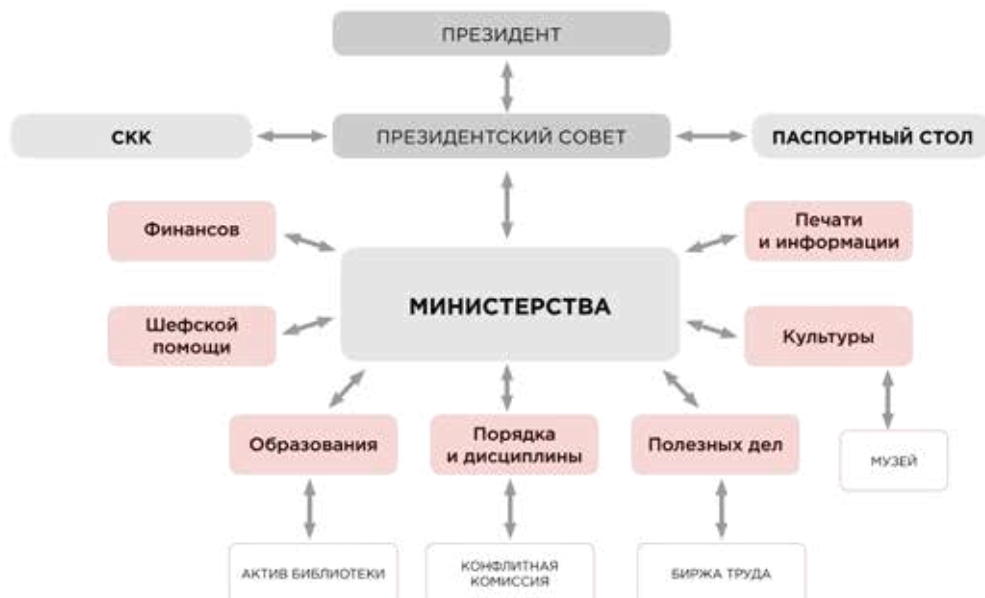 ПРЕЗИДЕНТ
СКК
ПРЕЗИДЕНТСКИЙ СОВЕТ
ПАСПОРТНЫЙ СТОЛ
Финансов
Печати
и информации
МИНИСТЕРСТВА
Шефской
помощи
Культуры
Образования
Порядка
и дисциплины
Полезных дел
МУЗЕЙ
АКТИВ БИБЛИОТЕКИ
КОНФЛИТНАЯ
КОМИССИЯ
БИРЖА ТРУДА